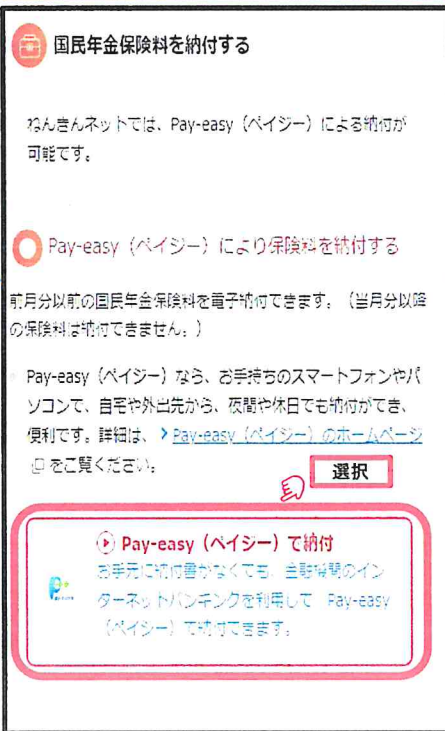 国民年金保険料を納付する
ねんきんネットでは、Pay-easy（ペイジー）による納付が
可能です。
Pay-easy（ペイジー）により保険料を納付する
前月分以前の国民年金保険料を電子納付できます。（当月分以降
の保険料は納付できません。）
Pay-easy（ペイジー）なら、お手持ちのスマートフォンやパ
ソコンで、自宅や外出先から、夜間や休日でも納付ができ、
便利です。詳細は、> Pay-easy（ペイジー）のホームページ
をご覧ください。
選択
Pay-easy（ペイジー）で納付
お手元に納付書がなくても、金融機関のイン
ターネットバンキングを利用して Pay-easy
（ペイジー）で納付できます。